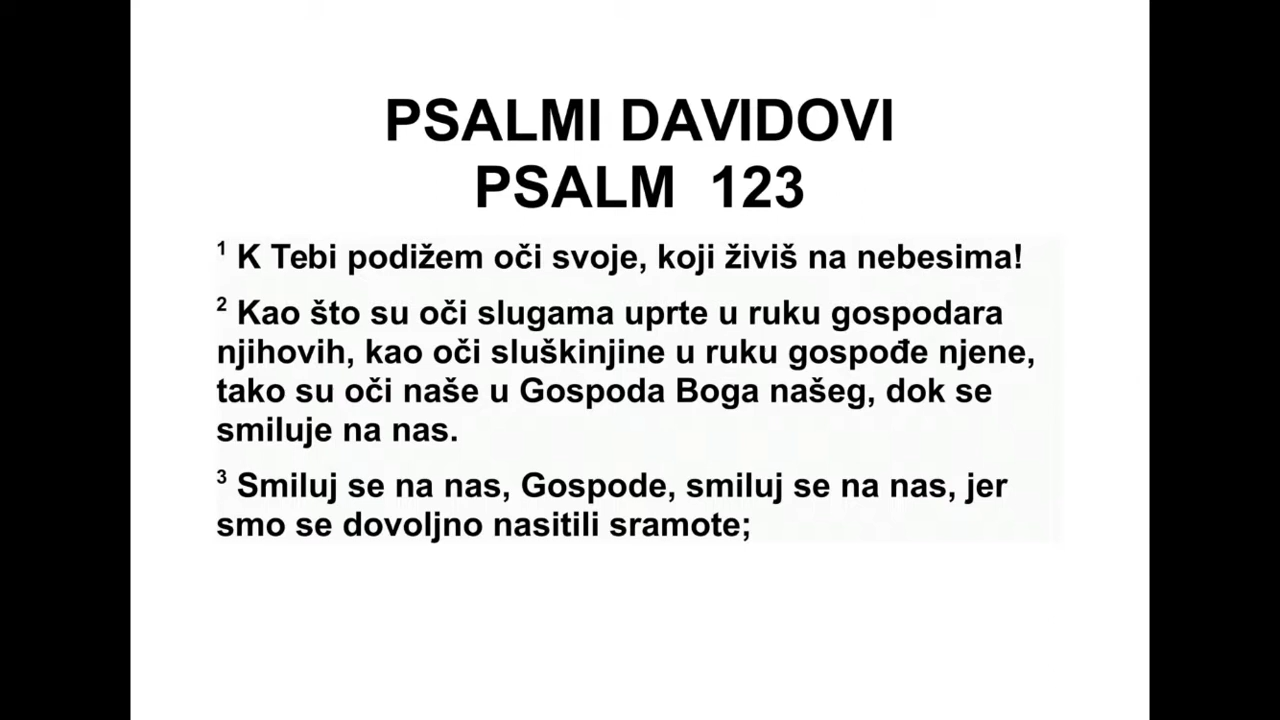 PSALMI DAVIDOVI
PSALM 123
1 K Tebi podižem oči svoje, koji živiš na nebesima!
2 Kao što su oči slugama uprte u ruku gospodara
njihovih, kao oči sluškinjine u ruku gospođe njene,
tako su oči naše u Gospoda Boga našeg, dok se
smiluje na nas.
3 Smiluj se na nas, Gospode, smiluj se na nas, jer
smo se dovoljno nasitili sramote;